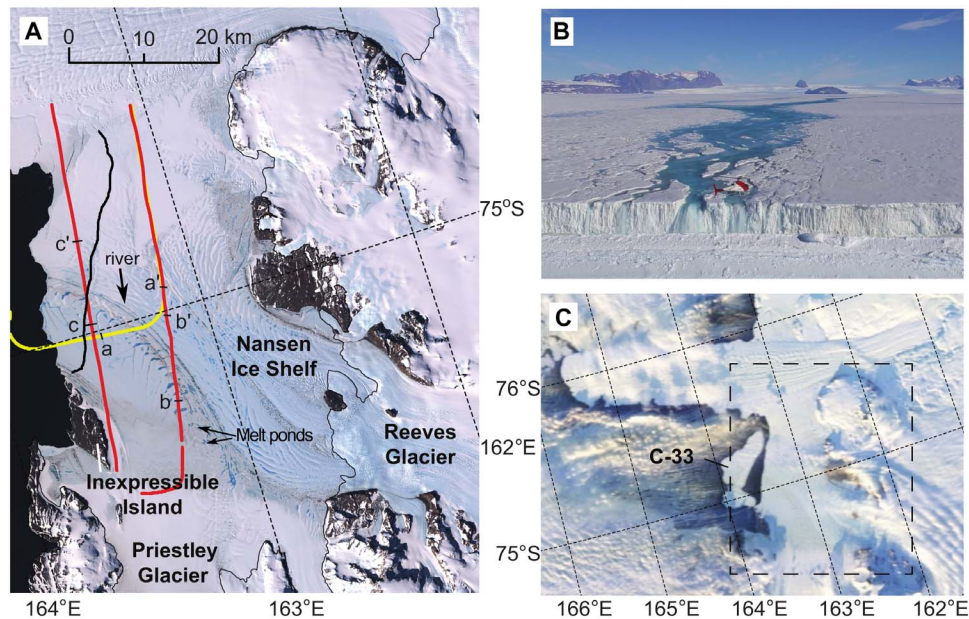 A
0 10 20 km
c'
river
a'
75°S
c
a
b'
Nansen
Ice Shelf
b
Melt ponds
Reeves
Glacier
Inexpressible
Island
Priestley
Glacier
164°E
163°E
B
C
76°S
162°E
C-33
75°S
166°E 165°E 164°E 163°E 162°E